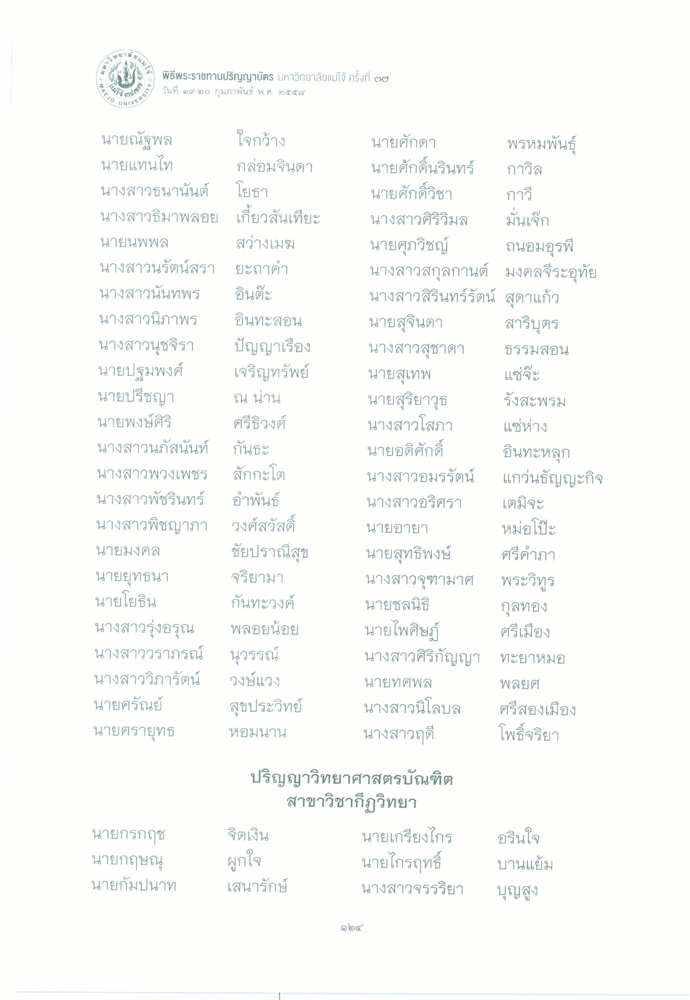 มหาวิทยาลัยแม่โจ้
แม่โจ้ ๒๔๗๗
MAEJO UNIVERSITY
พิธีพระราชทานปริญญาบัตร มหาวิทยาลัยแม่โจ้ ครั้งที่ ๓๗
วันที่ ๑๙-๒๐ กุมภาพันธ์ พ.ศ. ๒๕๕๘
นายณัฐพล ใจกว้าง นายศักดา พรหมพันธุ์
นายแทนไท กล่อมจินดา นายศักดิ์นรินทร์ กาวิล
นางสาวธนานันต์ โยธา นายศักดิ์วิชา กาวี
นางสาวธิมาพลอย เกี้ยวสันเทียะ นางสาวศิริวิมล มั่นเจ๊ก
นายนพพล สว่างเมฆ นายศุภวิชญ์ ถนอมอุรพี
นางสาวนรัตน์สรา ยะถาคำ นางสาวสกุลกานต์ มงคลจีระอุทัย
นางสาวนันทพร อินต๊ะ นางสาวสิรินทร์รัตน์ สุดาแก้ว
นางสาวนิภาพร อินทะสอน นายสุจินดา สาริบุตร
นางสาวนุชจิรา ปัญญาเรือง นางสาวสุชาดา ธรรมสอน
นายปฐมพงศ์ เจริญทรัพย์ นายสุเทพ แซ่จ๊ะ
นายปรีชญา ณ น่าน นายสุริยาวุธ รังสะพรม
นายพงษ์ศิริ ศรีธิวงศ์ นางสาวโสภา แซ่ห่าง
นางสาวนภัสนันท์ กันธะ นายอดิศักดิ์ อินทะหลุก
นางสาวพวงเพชร สักกะโต นางสาวอมรรัตน์ แกว่นธัญญะกิจ
นางสาวพัชรินทร์ อำพันธ์ นางสาวอริศรา เตมิจะ
นางสาวพิชญาภา วงศ์สวัสดิ์ นายอายา หม่อโป๊ะ
นายมงคล ชัยปราณีสุข นายสุทธิพงษ์ ศรีคำภา
นายยุทธนา จริยามา นางสาวจุฑามาศ พระวิทูร
นายโยธิน กันทะวงค์ นายชลนิธิ กุลทอง
นางสาวรุ่งอรุณ พลอยน้อย นายไพศิษฏ์ ศรีเมือง
นางสาววราภรณ์ นุวรรณ์ นางสาวศิริกัญญา ทะยาหมอ
นางสาววิภารัตน์ วงษ์แวง นายทศพล พลยศ
นายศรัณย์ สุขประวิทย์ นางสาวนิโลบล ศรีสองเมือง
นายศรายุทธ หอมนาน นางสาวฤดี โพธิ์จริยา
ปริญญาวิทยาศาสตรบัณฑิต
สาขาวิชากีฏวิทยา
นายกรกฤช จิตเงิน นายเกรียงไกร อรินใจ
นายกฤษณุ ผูกใจ นายไกรฤทธิ์ บานแย้ม
นายกัมปนาท เสนารักษ์ นางสาวจรรริยา บุญสูง
๑๒๔